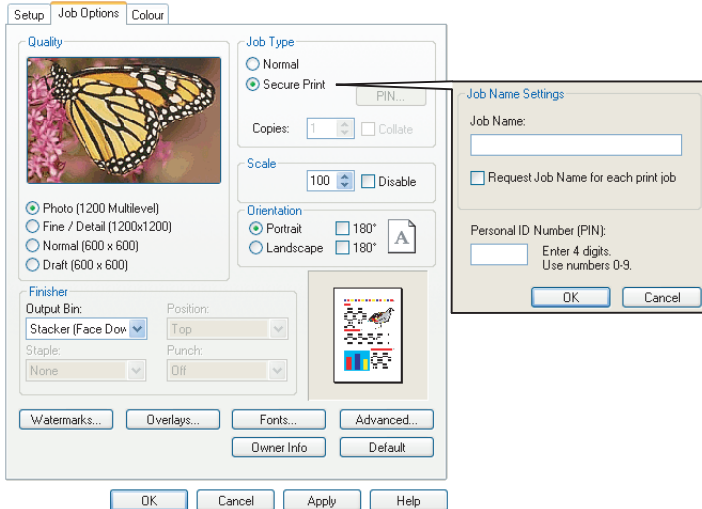 Setup
Job Options
Colour
Quality
Photo (1200 Multilevel)
Fine / Detail (1200x1200)
Normal (600 x 600)
Draft (600 x 600)
Job Type
Normal
Secure Print
PIN...
Copies: 1 Collate
Scale
100 Disable
Orientation
Portrait 180°
Landscape 180°
A
Finisher
Output Bin: Position:
Stacker (Face Dow Top
Staple: Punch:
None Off
Watermarks... Overlays... Fonts... Advanced...
Owner Info Default
OK Cancel Apply Help
Job Name Settings
Job Name:
Request Job Name for each print job
Personal ID Number (PIN):
Enter 4 digits.
Use numbers 0-9.
OK Cancel